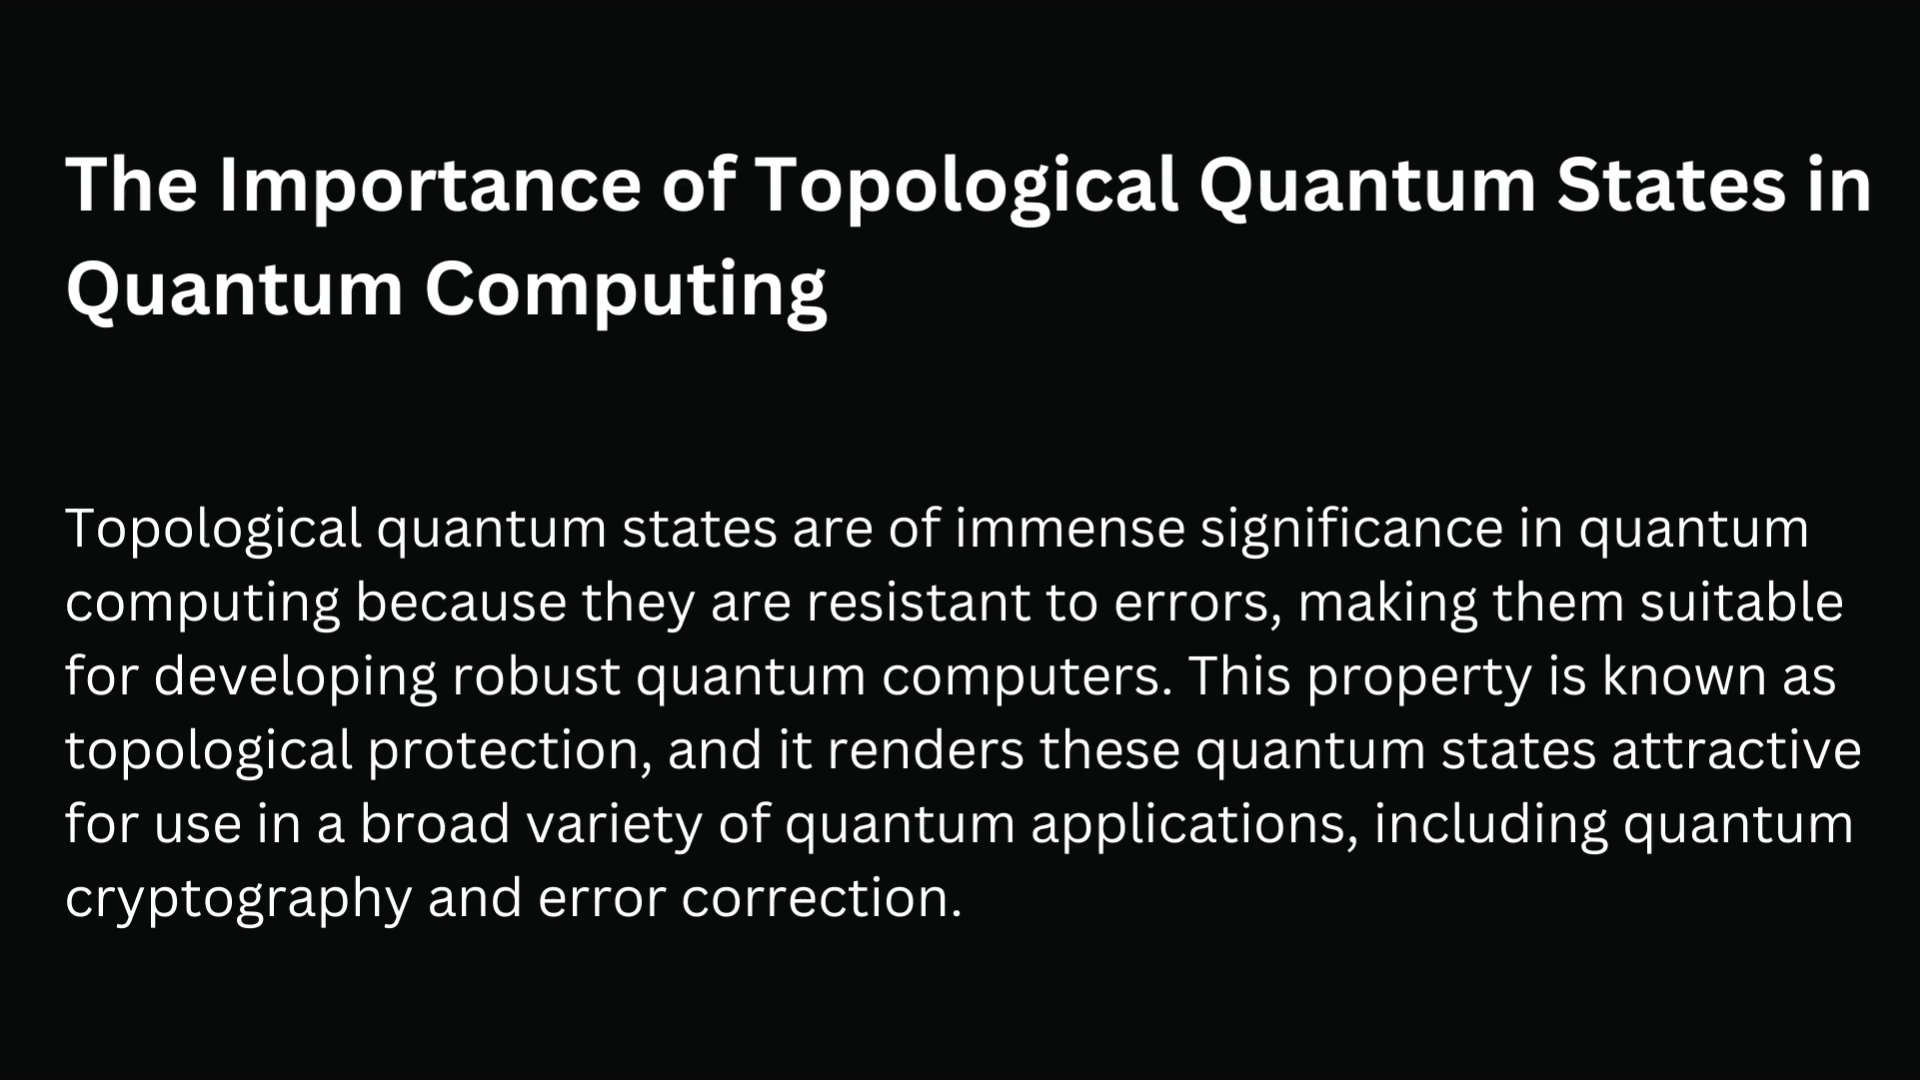 The Importance of Topological Quantum States in
Quantum Computing
Topological quantum states are of immense significance in quantum
computing because they are resistant to errors, making them suitable
for developing robust quantum computers. This property is known as
topological protection, and it renders these quantum states attractive
for use in a broad variety of quantum applications, including quantum
cryptography and error correction.